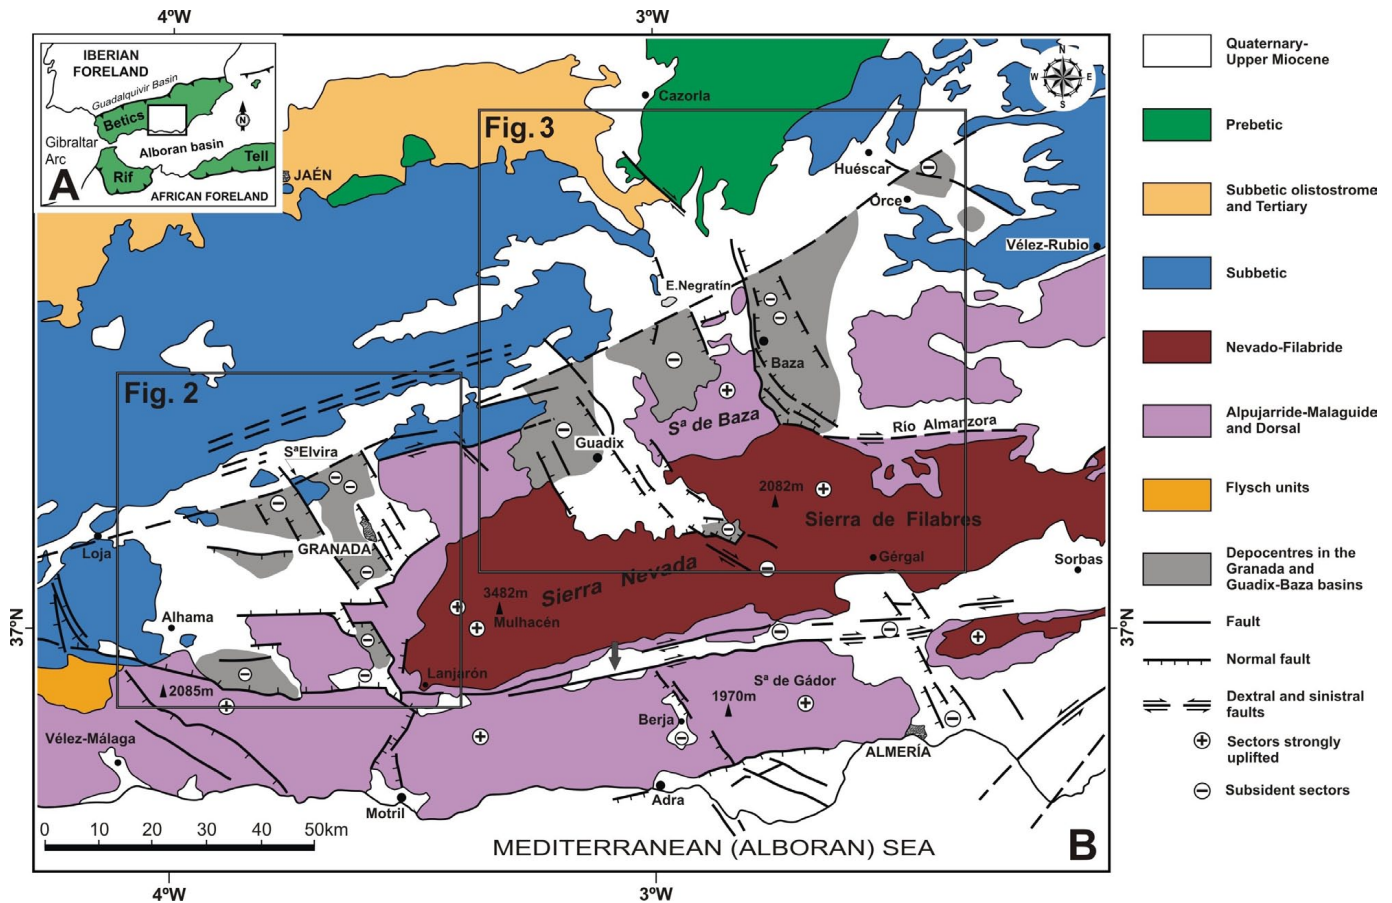 4ºW
3ºW
IBERIAN
FORELAND
Guadalquivir Basin
Betics
N
Gibraltar
Arc
Alboran basin
Tell
Rif
A
AFRICAN FORELAND
JAÉN
Cazorla
N
W
E
S
Fig. 3
Huéscar
Orce
Vélez-Rubio
E.Negratín
Baza
Sª de Baza
Río Almanzora
Fig. 2
SªElvira
Guadix
2082m
Sierra de Filabres
GRANADA
Loja
Gérgal
Sorbas
Sierra Nevada
3482m
Mulhacén
Alhama
37ºN
37ºN
Lanjarón
2085m
Sª de Gádor
1970m
Berja
Vélez-Málaga
ALMERÍA
Motril
Adra
0 10 20 30 40 50km
MEDITERRANEAN (ALBORAN) SEA
B
4ºW
3ºW
Quaternary-
Upper Miocene
Prebetic
Subbetic olistostrome
and Tertiary
Subbetic
Nevado-Filabride
Alpujarride-Malaguide
and Dorsal
Flysch units
Depocentres in the
Granada and
Guadix-Baza basins
Fault
Normal fault
Dextral and sinistral
faults
Sectors strongly
uplifted
Subsident sectors